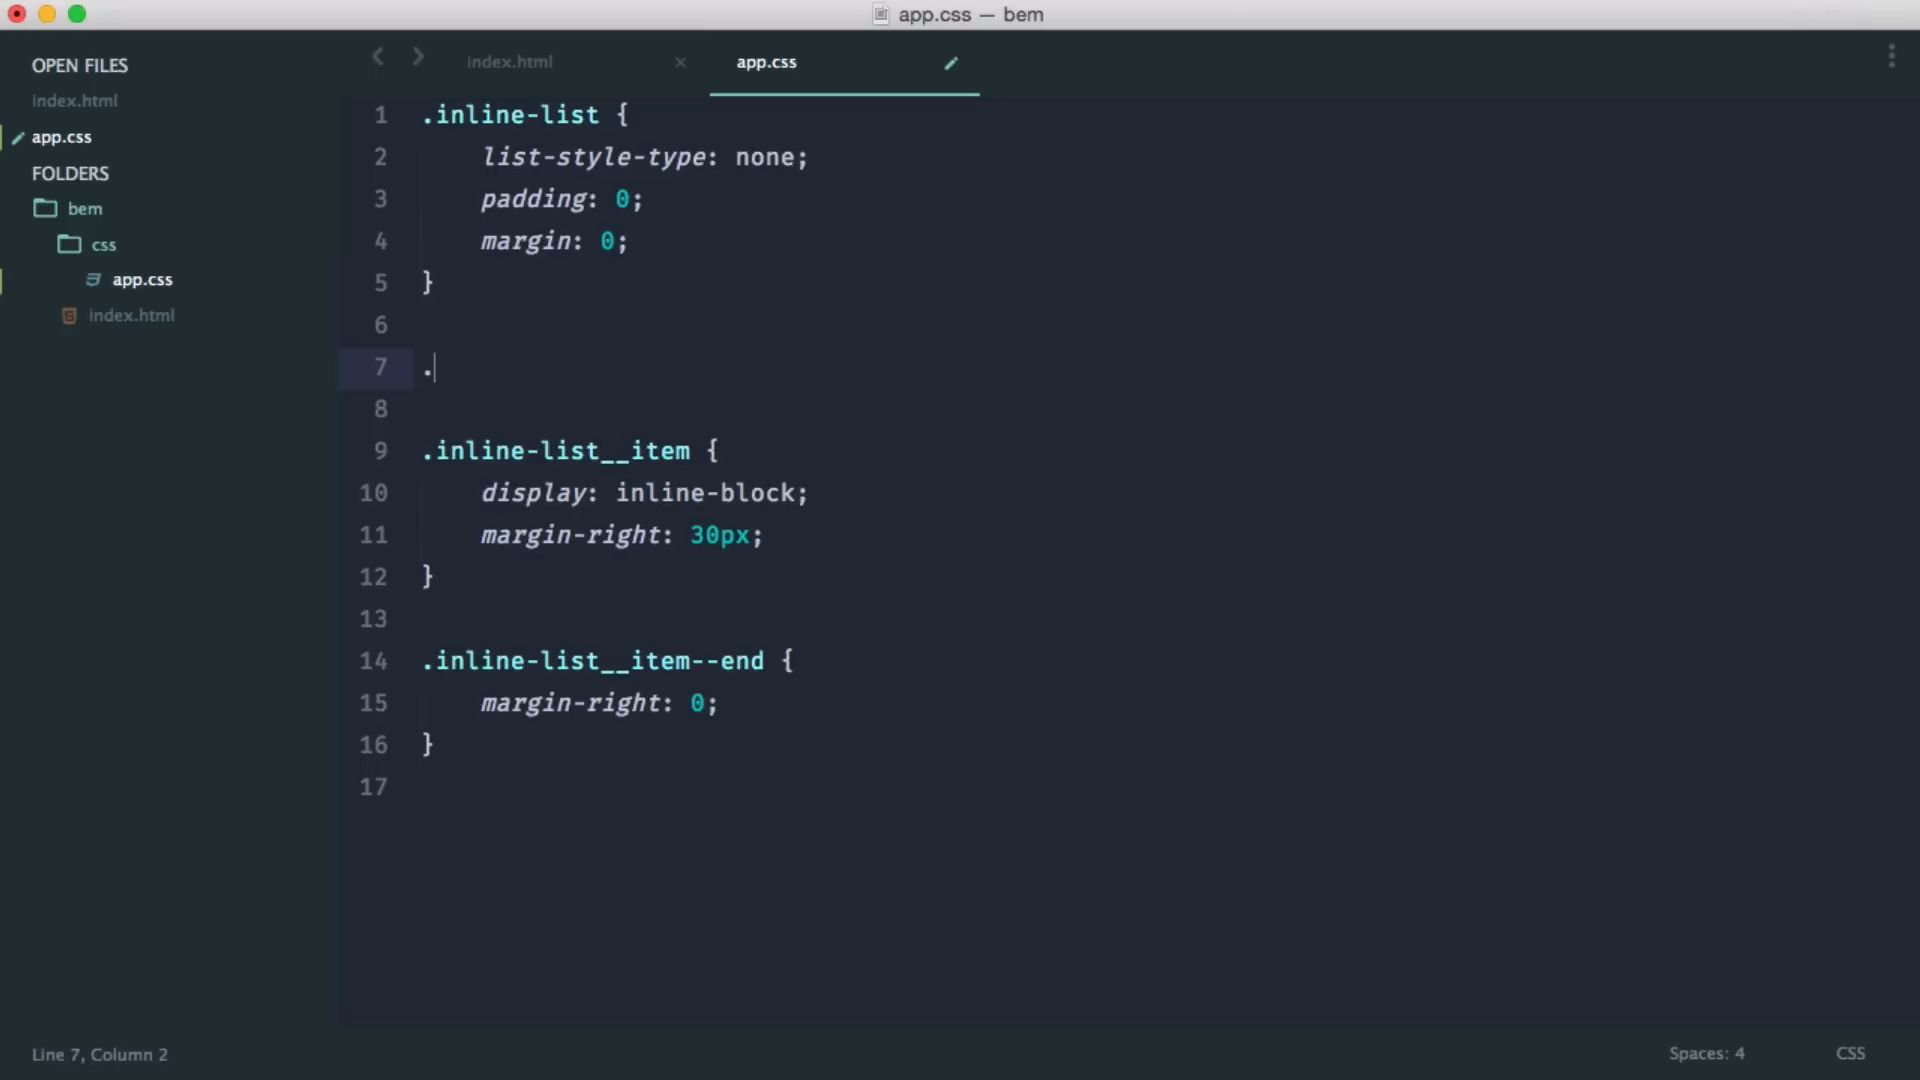 app.css — bem
OPEN FILES
index.html
app.css
FOLDERS
bem
css
app.css
index.html
index.html
app.css
1 .inline-list {
2 list-style-type: none;
3 padding: 0;
4 margin: 0;
5 }
6
7 .
8
9 .inline-list__item {
10 display: inline-block;
11 margin-right: 30px;
12 }
13
14 .inline-list__item--end {
15 margin-right: 0;
16 }
17
Line 7, Column 2
Spaces: 4
CSS